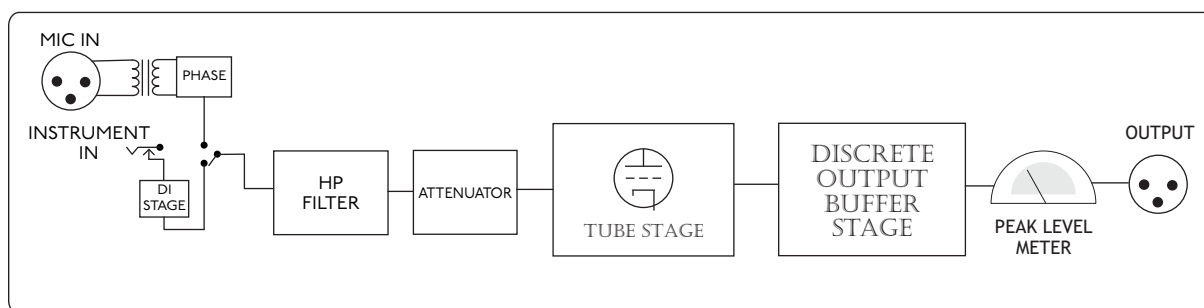 MIC IN
PHASE
INSTRUMENT
IN
DI
STAGE
HP
FILTER
ATTENUATOR
TUBE STAGE
DISCRETE
OUTPUT
BUFFER
STAGE
PEAK LEVEL
METER
OUTPUT